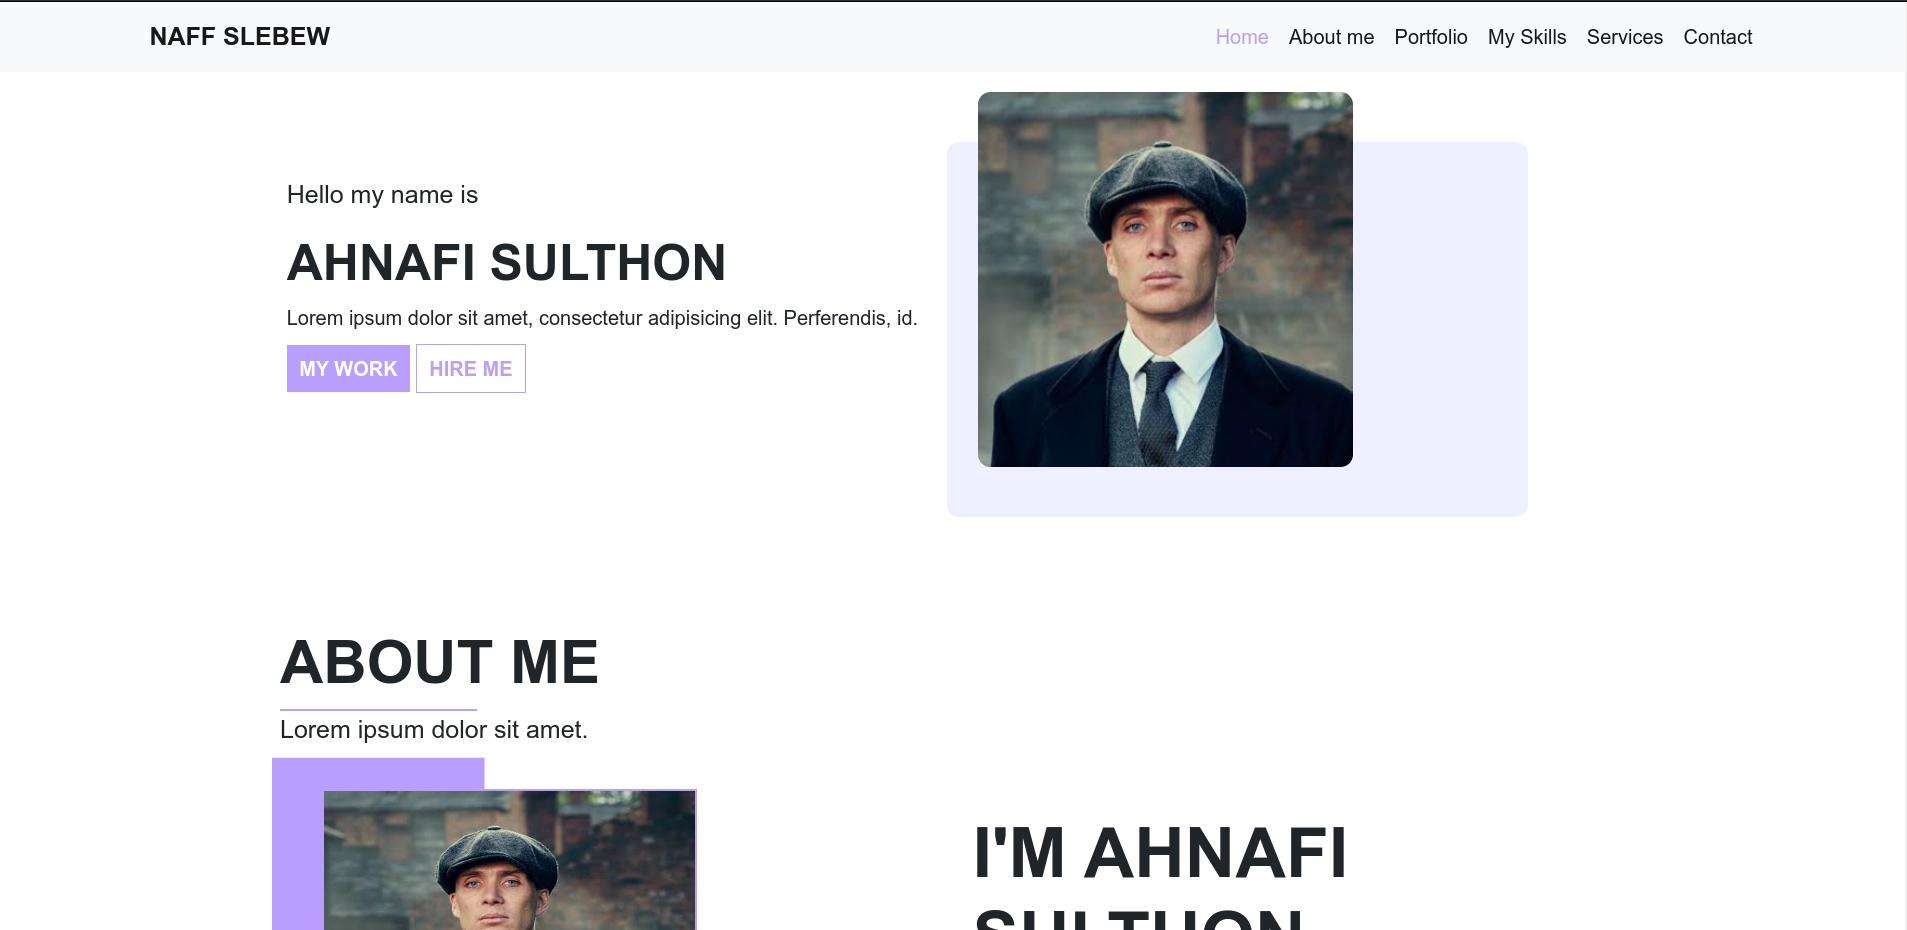 NAFF SLEBEW
Home About me Portfolio My Skills Services Contact
Hello my name is
AHNAFI SULTHON
Lorem ipsum dolor sit amet, consectetur adipisicing elit. Perferendis, id.
MY WORK HIRE ME
ABOUT ME
Lorem ipsum dolor sit amet.
I'M AHNAFI
SULTHON